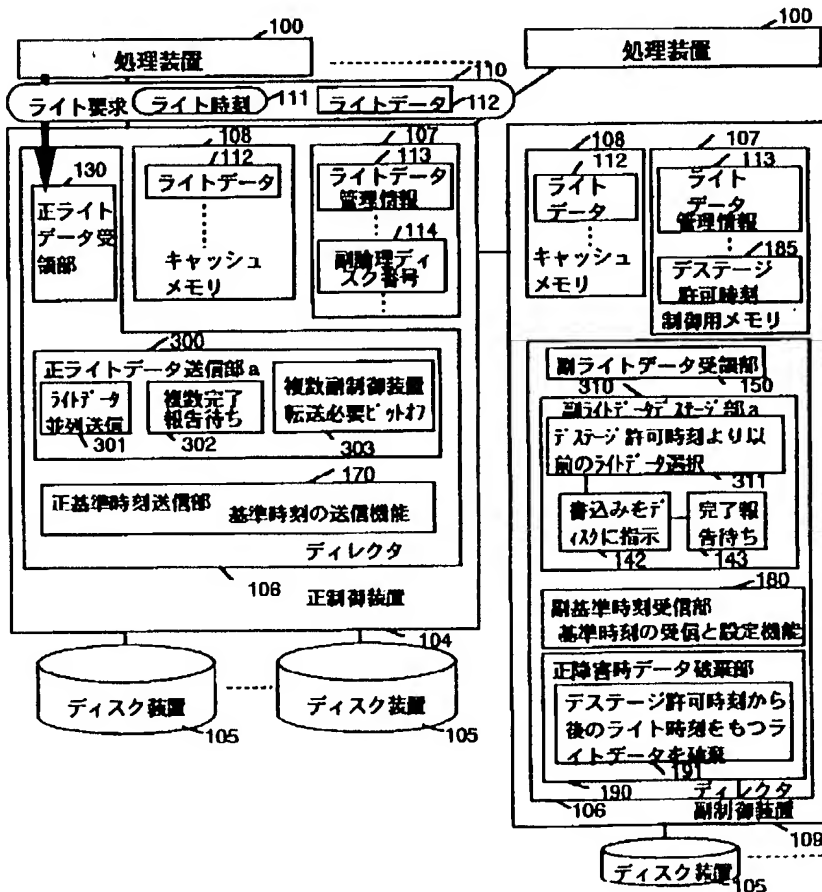 100
処理装置
100
処理装置
110
ライト要求
ライト時刻
111
ライトデータ
112
108
112
ライトデータ
キャッシュ
メモリ
107
113
ライトデータ
管理情報
114
副論理ディ
スク番号
130
正ライト
データ受
領部
300
正ライトデータ送信部a
ライトデータ
並列送信
301
複数完了
報告待ち
302
複数副制御装置
転送必要ビットオフ
303
170
正基準時刻送信部
基準時刻の送信機能
ディレクタ
106
正制御装置
104
ディスク装置
105
ディスク装置
105
108
112
ライト
データ
キャッシュ
メモリ
107
113
ライト
データ
管理情報
185
デステージ
許可時刻
制御用メモリ
副ライトデータ受領部
310
150
副ライトデータデステージ部a
デステージ許可時刻より以
前のライトデータ選択
311
書込みをデ
ィスクに指示
142
完了報
告待ち
143
180
副基準時刻受信部
基準時刻の受信と設定機能
正障害時データ破棄部
デステージ許可時刻から
後のライト時刻をもつラ
イトデータを破棄
191
190
ディレクタ
106
副制御装置
109
ディスク装置
105